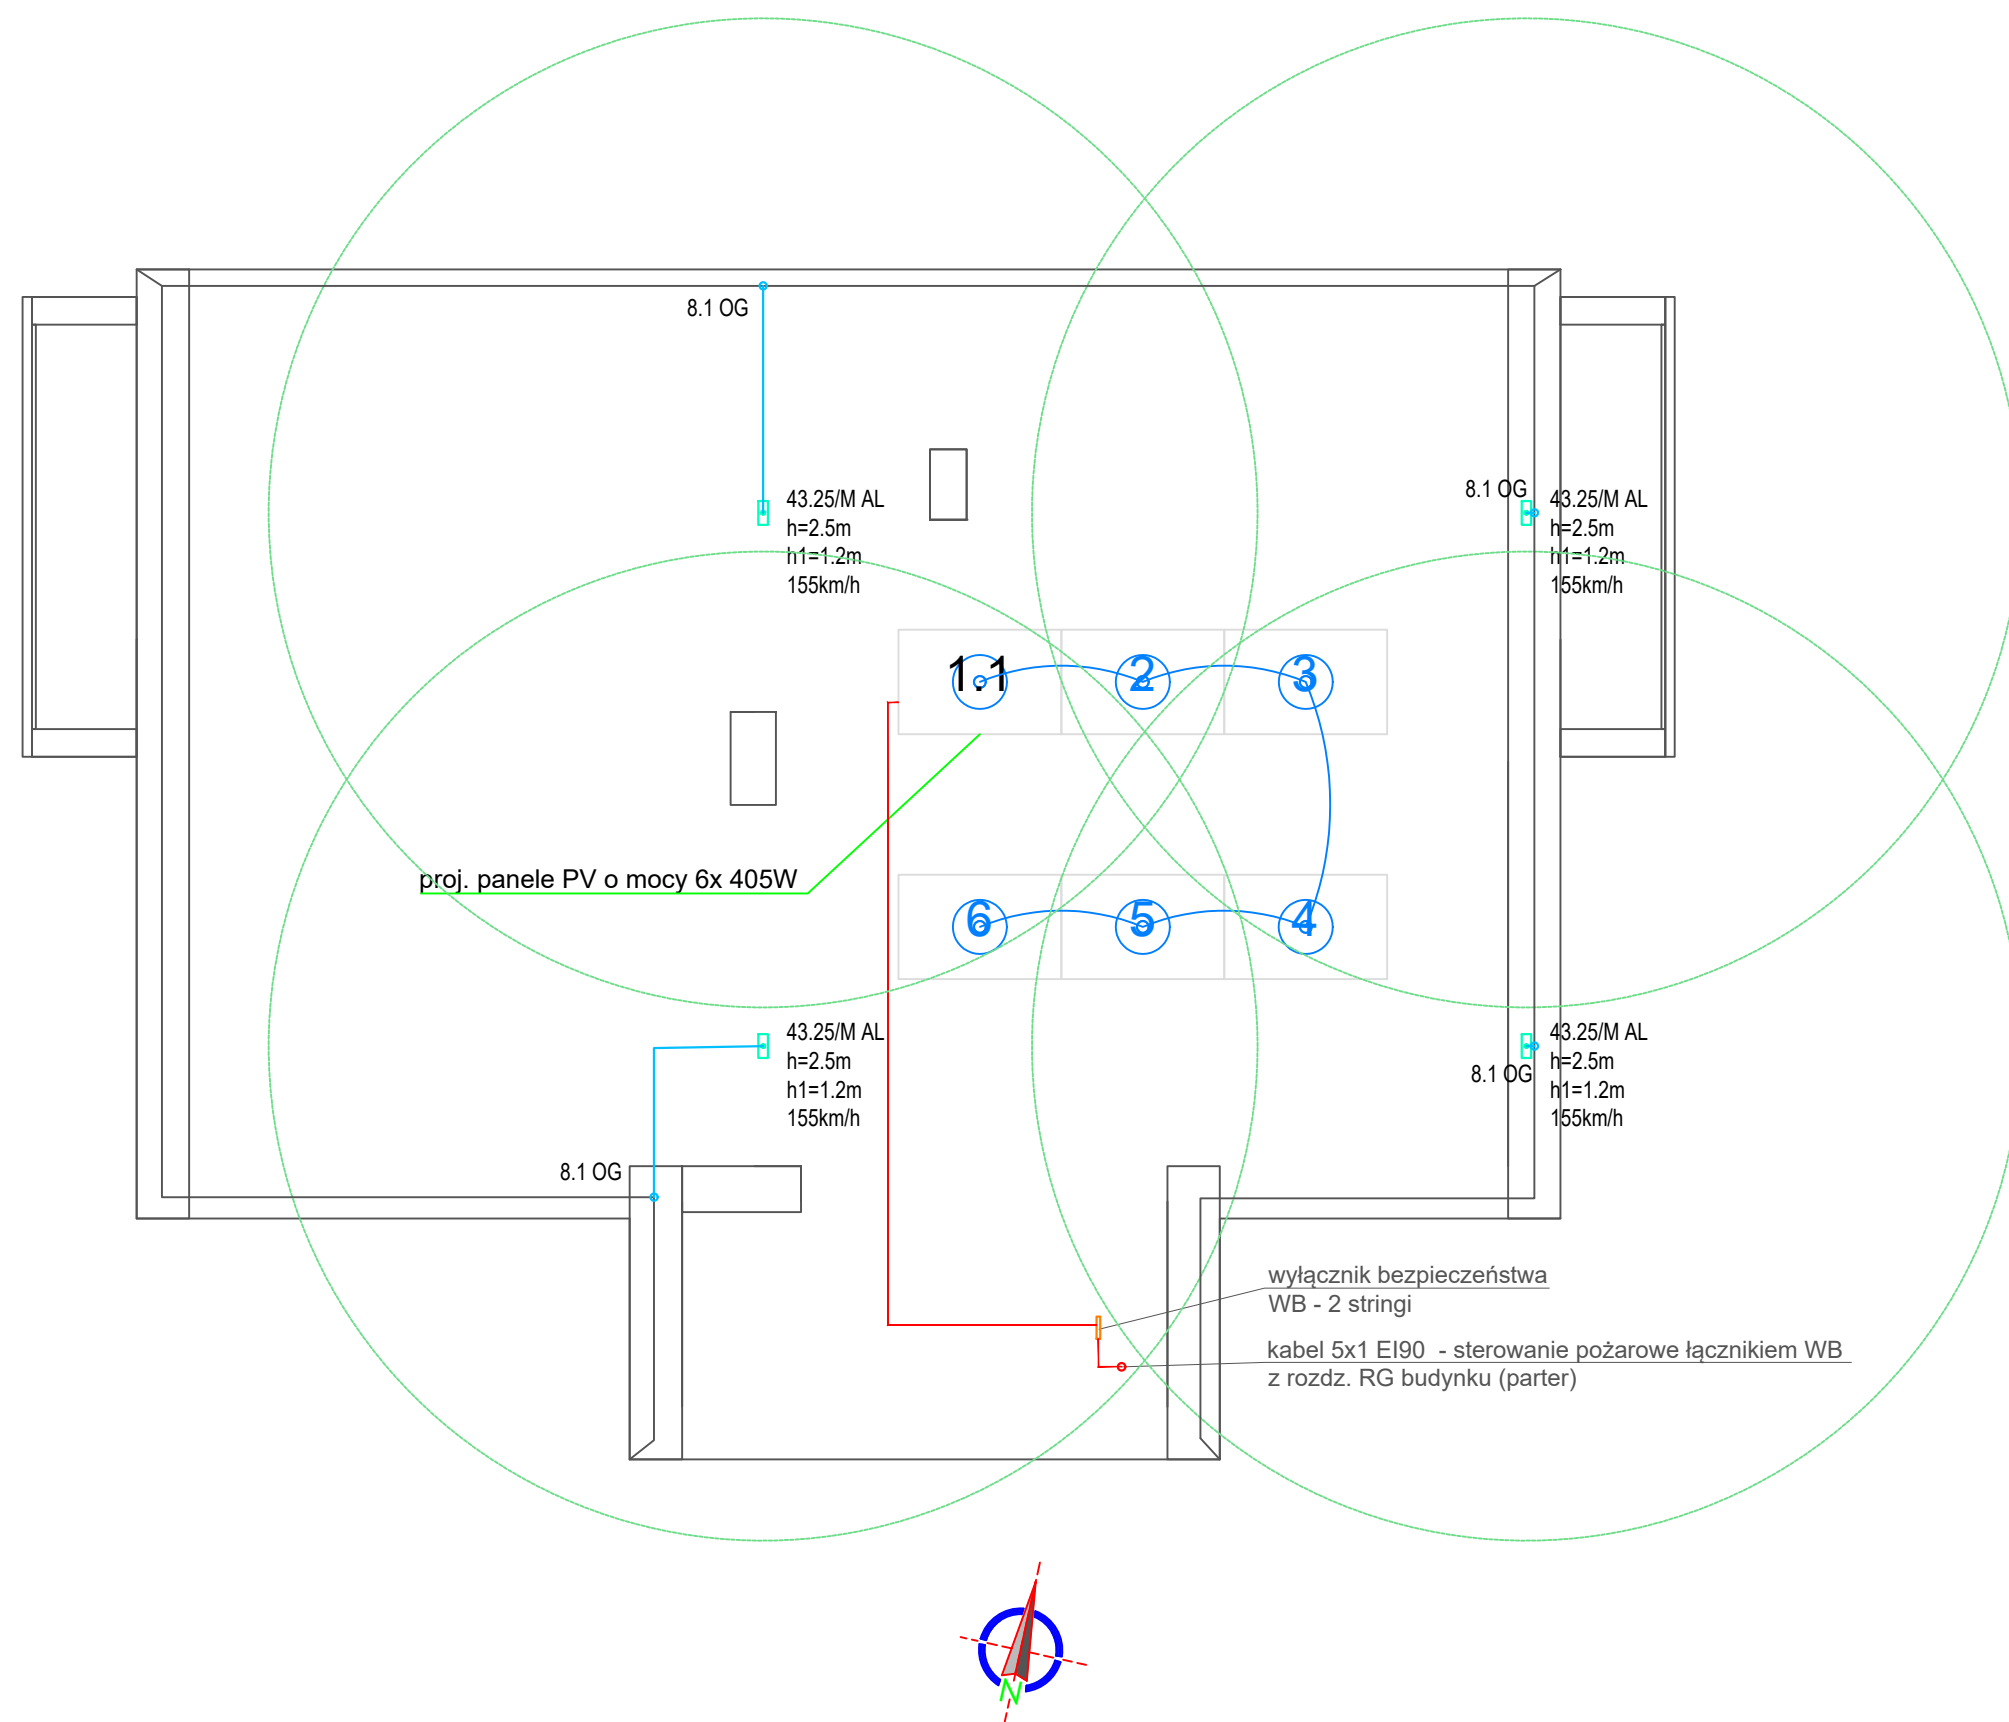 8.1 OG
43.25/M AL
h=2.5m
h1=1.2m
155km/h
8.1 OG
43.25/M AL
h=2.5m
h1=1.2m
155km/h
1.1
2
3
proj. panele PV o mocy 6x 405W
6
5
4
43.25/M AL
h=2.5m
h1=1.2m
155km/h
8.1 OG
43.25/M AL
h=2.5m
h1=1.2m
155km/h
8.1 OG
wyłącznik bezpieczeństwa
WB - 2 stringi
kabel 5x1 EI90 - sterowanie pożarowe łącznikiem WB
z rozdz. RG budynku (parter)
N